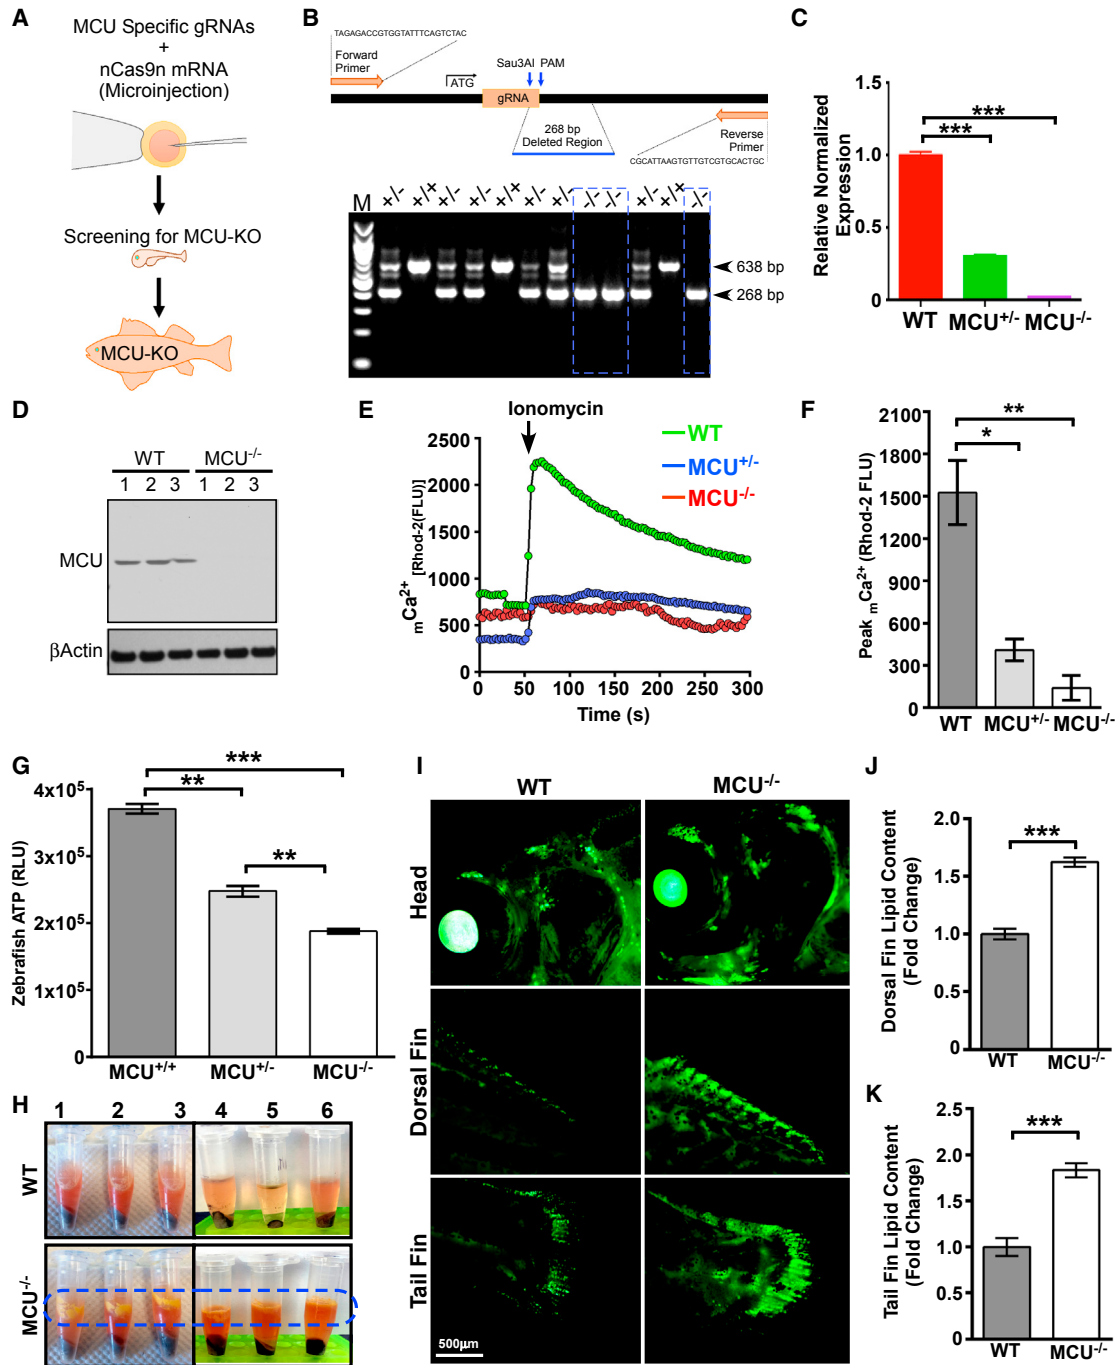 A
MCU Specific gRNAs
+
nCas9n mRNA
(Microinjection)
Screening for MCU-KO
MCU-KO
B
TAGAGACCGTGGTATTTCAGTCTAC
Forward
Primer
ATG
Sau3AI PAM
gRNA
268 bp
Deleted Region
Reverse
Primer
CGCATTAAGTGTTGTCGTGCACTGC
M +/- +/+ +/- +/- +/+ +/- +/- -/- -/- +/- +/+ -/-
638 bp
268 bp
C
Relative Normalized
Expression
1.5
1.0
0.5
0
***
***
WT MCU+/- MCU-/-
D
WT MCU-/-
1 2 3 1 2 3
MCU
βActin
E
Ionomycin
WT
MCU+/-
MCU-/-
mCa2+ [Rhod-2(FLU)]
2500
2000
1500
1000
500
0
0 50 100 150 200 250 300
Time (s)
F
Peak mCa2+ (Rhod-2 FLU)
2100
1800
1500
1200
900
600
300
0
**
*
WT MCU+/- MCU-/-
G
Zebrafish ATP (RLU)
4x10⁵
3x10⁵
2x10⁵
1x10⁵
0
***
**
**
MCU+/+ MCU+/- MCU-/-
H
1 2 3 4 5 6
WT
MCU-/-
I
WT MCU-/-
Head
Dorsal Fin
Tail Fin
500µm
J
Dorsal Fin Lipid Content
(Fold Change)
2.0
1.5
1.0
0.5
0
***
WT MCU-/-
K
Tail Fin Lipid Content
(Fold Change)
2.5
2.0
1.5
1.0
0.5
0
***
WT MCU-/-